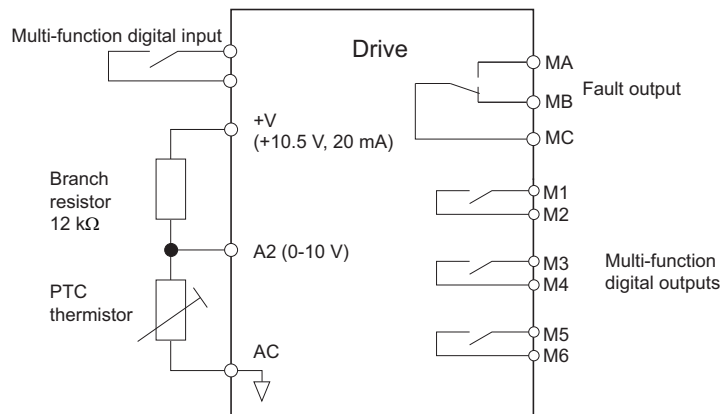 Multi-function digital input
Drive
MA
MB
MC
Fault output
+V
(+10.5 V, 20 mA)
Branch
resistor
12 kΩ
M1
M2
A2 (0-10 V)
M3
M4
Multi-function
digital outputs
PTC
thermistor
AC
M5
M6